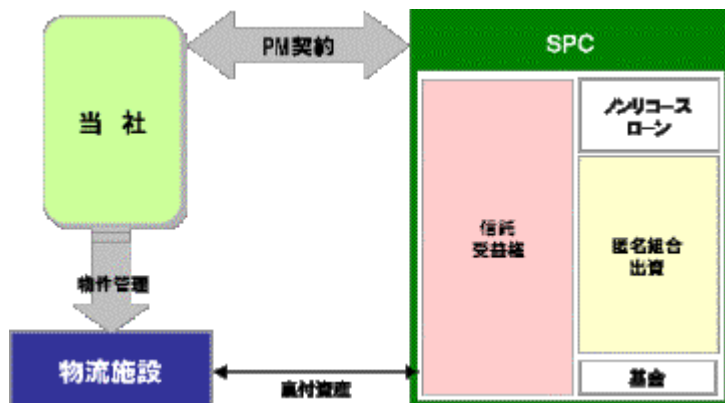 PM契約
SPC
当 社
ノンリコース
ローン
信託
受益権
匿名組合
出資
物件管理
物流施設
裏付資産
基金